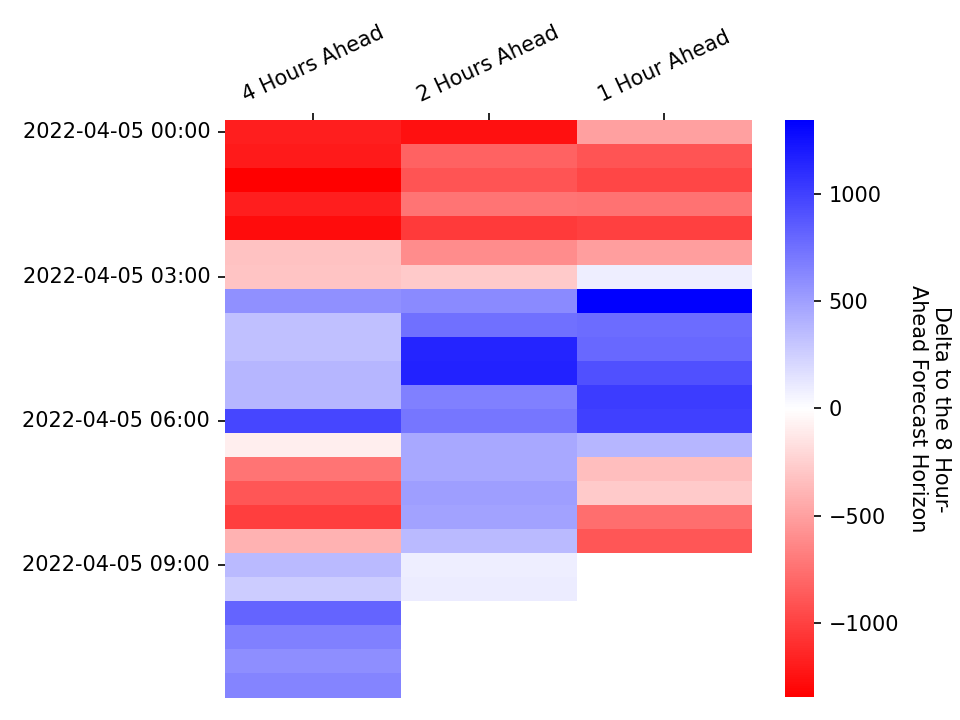 4 Hours Ahead
2 Hours Ahead
1 Hour Ahead
2022-04-05 00:00
2022-04-05 03:00
2022-04-05 06:00
2022-04-05 09:00
1000
500
0
−500
−1000
Delta to the 8 Hour-
Ahead Forecast Horizon